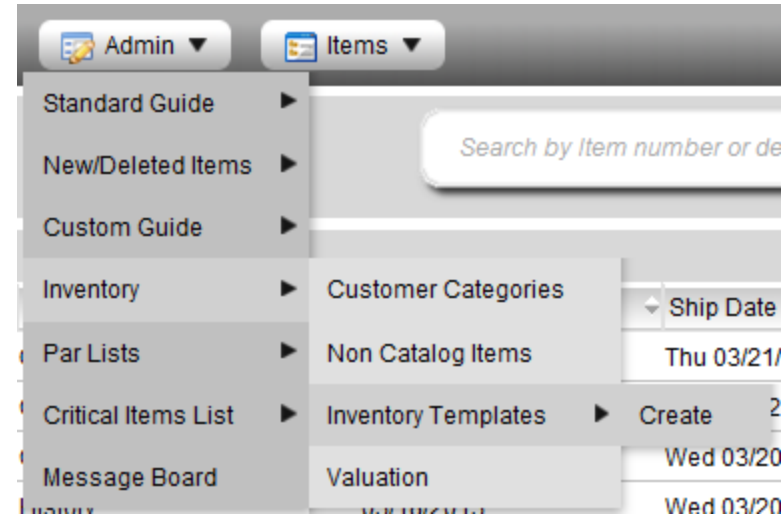 Admin
Items
Standard Guide
Search by Item number or de
New/Deleted Items
Custom Guide
Inventory
Customer Categories
Ship Date
Par Lists
Non Catalog Items
Thu 03/21/
Critical Items List
Inventory Templates
Create
Message Board
Valuation
Wed 03/20
Wed 03/20